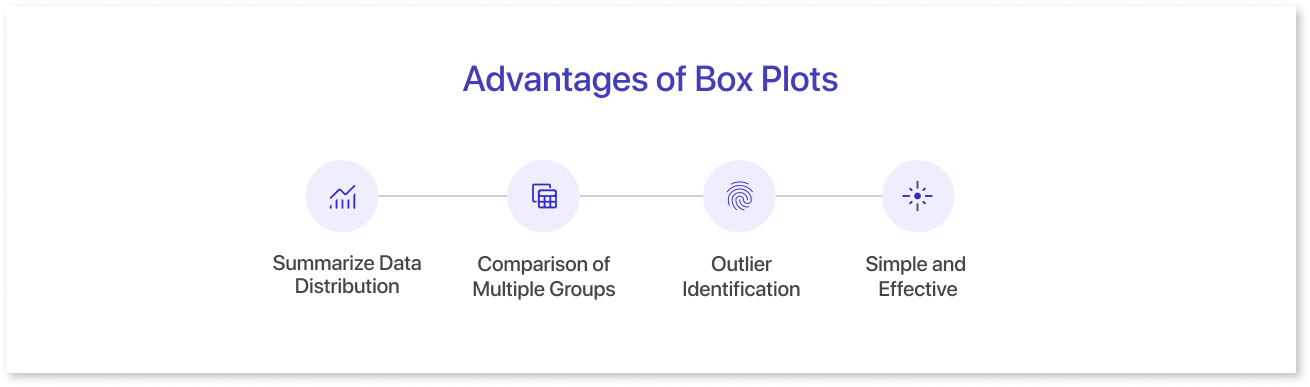 Advantages of Box Plots
Summarize Data
Distribution
Comparison of
Multiple Groups
Outlier
Identification
Simple and
Effective